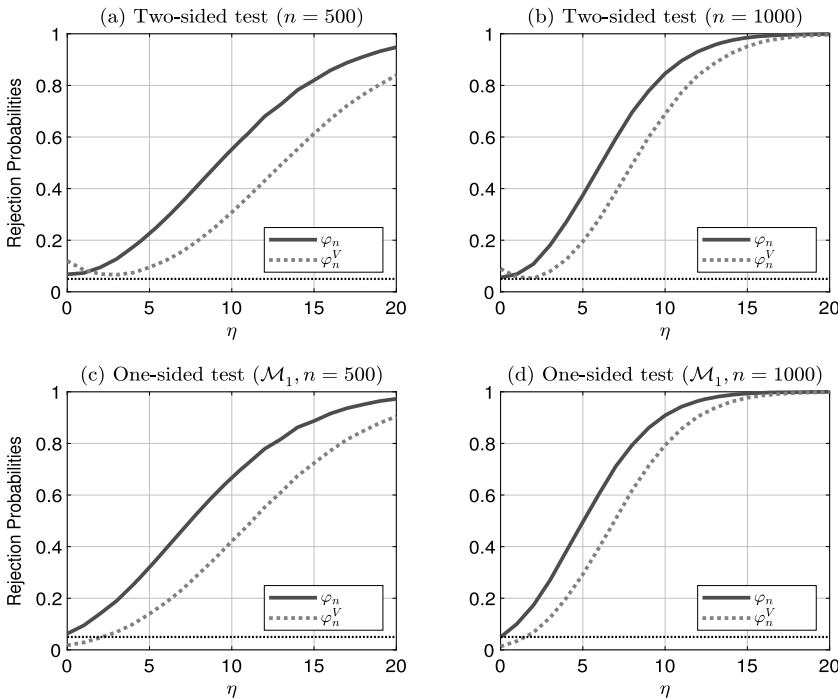 (a) Two-sided test (n = 500)
Rejection Probabilities
1
0.8
0.6
0.4
0.2
0
0 5 10 15 20
η
φₙ
φₙⱽ
(b) Two-sided test (n = 1000)
1
0.8
0.6
0.4
0.2
0
0 5 10 15 20
η
φₙ
φₙⱽ
(c) One-sided test (ℳ₁, n = 500)
Rejection Probabilities
1
0.8
0.6
0.4
0.2
0
0 5 10 15 20
η
φₙ
φₙⱽ
(d) One-sided test (ℳ₁, n = 1000)
1
0.8
0.6
0.4
0.2
0
0 5 10 15 20
η
φₙ
φₙⱽ